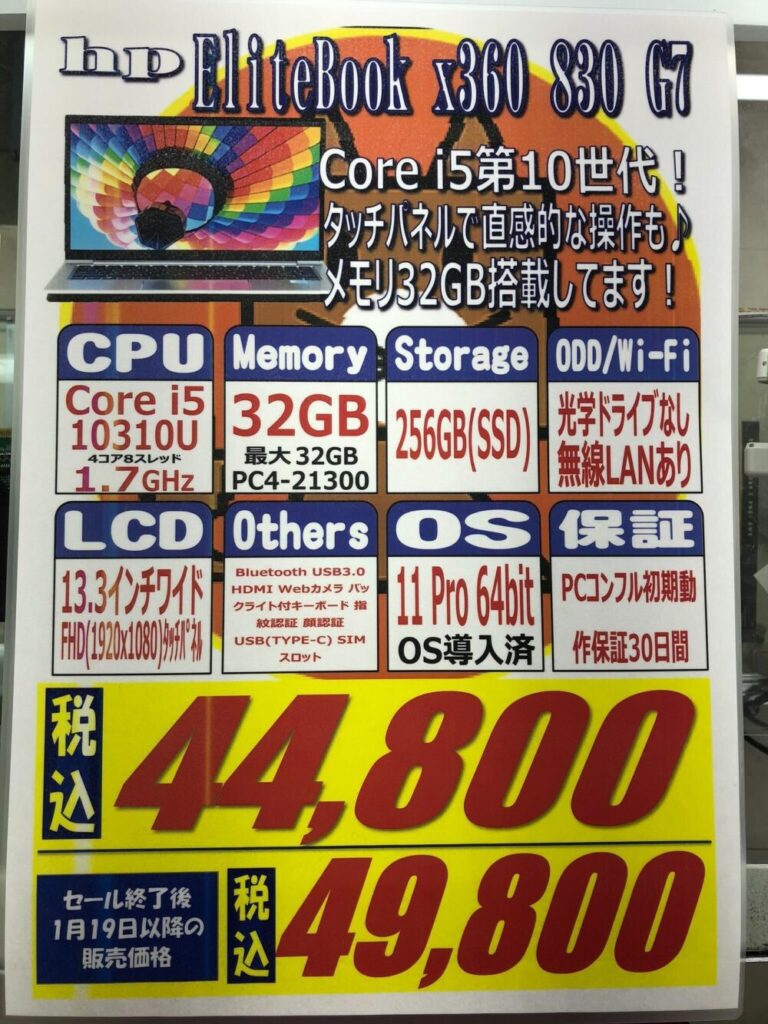 hp EliteBook x360 830 G7
Core i5第10世代！
タッチパネルで直感的な操作も♪
メモリ32GB搭載してます！
CPU
Core i5
10310U
4コア8スレッド
1.7GHz
Memory
32GB
最大32GB
PC4-21300
Storage
256GB(SSD)
ODD/Wi-Fi
光学ドライブなし
無線LANあり
LCD
13.3インチワイド
FHD(1920x1080)タッチパネル
Others
Bluetooth USB3.0
HDMI Webカメラ バッ
クライト付キーボード 指
紋認証 顔認証
USB(TYPE-C) SIM
スロット
OS
11 Pro 64bit
OS導入済
保証
PCコンフル初期動
作保証30日間
税込
44,800
セール終了後
1月19日以降の
販売価格
税込
49,800